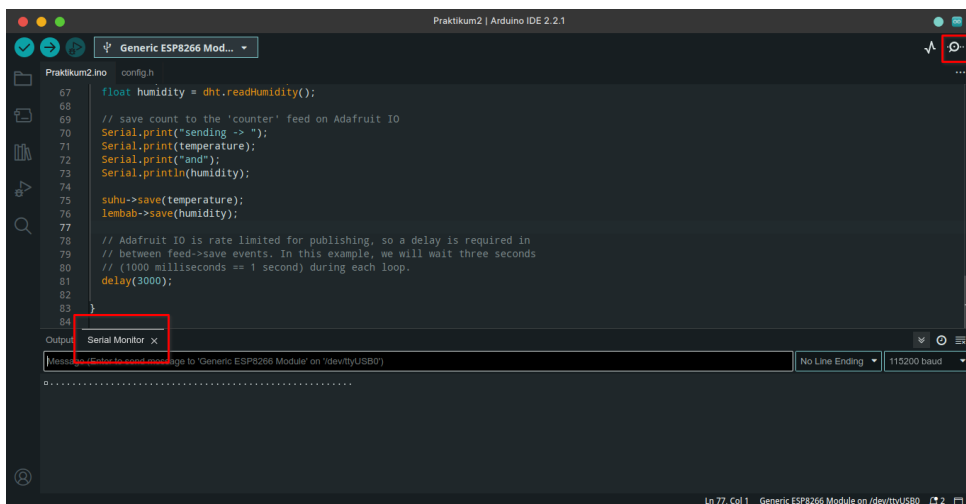 Praktikum2 | Arduino IDE 2.2.1
Generic ESP8266 Mod...
Praktikum2.ino config.h
67 float humidity = dht.readHumidity();
68
69 // save count to the 'counter' feed on Adafruit IO
70 Serial.print("sending -> ");
71 Serial.print(temperature);
72 Serial.print("and");
73 Serial.println(humidity);
74
75 suhu->save(temperature);
76 lembab->save(humidity);
77
78 // Adafruit IO is rate limited for publishing, so a delay is required in
79 // between feed->save events. In this example, we will wait three seconds
80 // (1000 milliseconds == 1 second) during each loop.
81 delay(3000);
82
83 }
84
Output Serial Monitor x
Message (Enter to send message to 'Generic ESP8266 Module' on '/dev/ttyUSB0') No Line Ending 115200 baud
.......................................................
Ln 77, Col 1 Generic ESP8266 Module on /dev/ttyUSB0 2